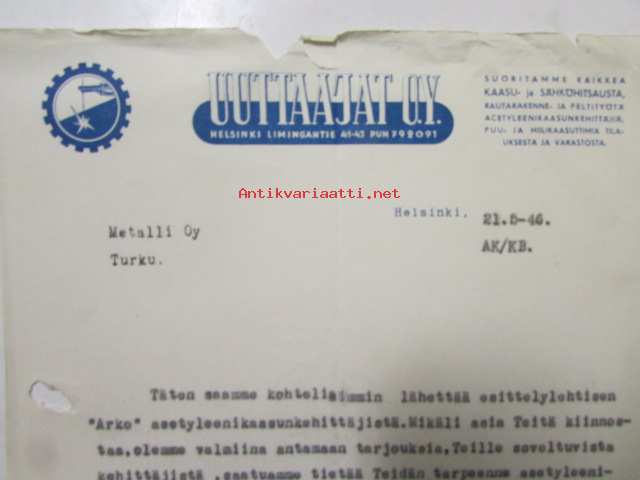 UUTTAAJAT O.Y.
HELSINKI LIMINGANTIE 41-43 PUH 792091
SUORITAMME KAIKKEA
KAASU- ja SÄHKÖHITSAUSTA,
RAUTARAKENNE- JA PELTITYÖTÄ
ACETYLEENIKAASUNKEHITTÄJIÄ,
PUU- JA HIILIKAASUTTIMIA TILA-
UKSESTA JA VARASTOSTA.
Antikvariaatti.net
Helsinki, 21.5-46.
AK/KB.
Metalli Oy
Turku.
Täten saamme kohteliaimmin lähettää esittelylehtisen
"Arko" asetyleenikaasunkehittäjistä.Mikäli asia Teitä kiinnos-
taa,olemme valmiina antamaan tarjouksia,Teille soveltuvista
kehittäjistä ,saatuamme tietää Teidän tarpeenne asetyleeni-